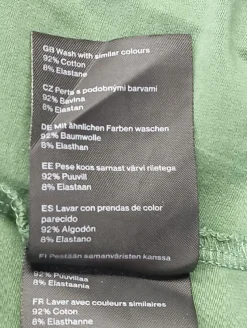 GB Wash with similar colours
92% Cotton
8% Elastane
CZ Perte s podobnými barvami
92% Bavlna
8% Elastan
DE Mit ähnlichen Farben waschen
92% Baumwolle
8% Elasthan
EE Pese koos sarnast värvi riietega
92% Puuvill
8% Elastaan
ES Lavar con prendas de color
parecido
92% Algodón
8% Elastano
FI Pestään samanväristen kanssa
92% Puuvillaa
8% Elastaania
FR Laver avec couleurs similaires
92% Coton
8% Elasthanne